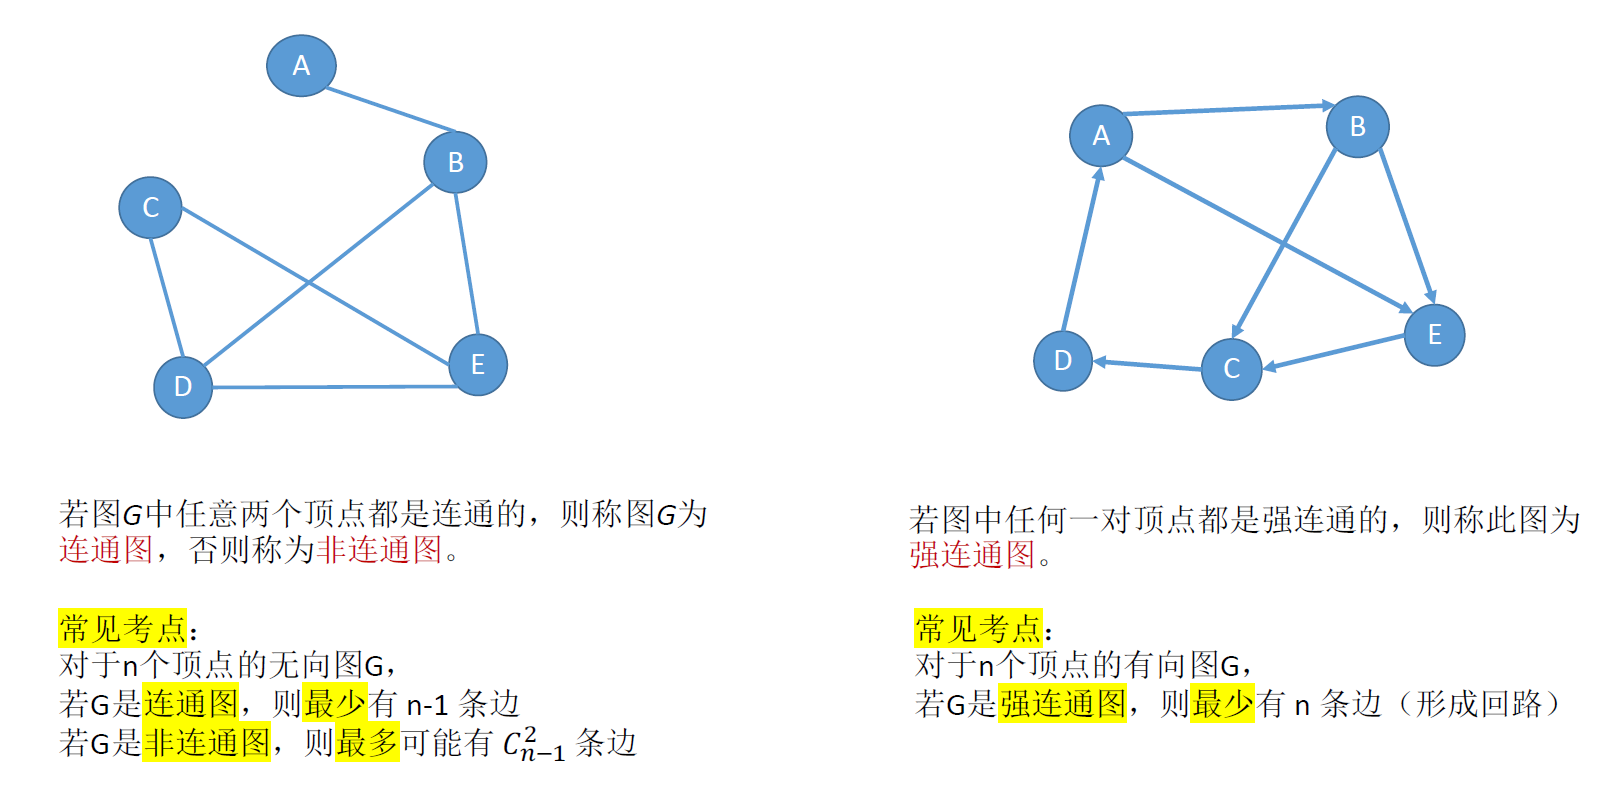 A
B
C
D
E
若图G中任意两个顶点都是连通的，则称图G为
连通图，否则称为非连通图。
常见考点：
对于n个顶点的无向图G，
若G是连通图，则最少有 n-1 条边
若G是非连通图，则最多可能有 $C_{n-1}^{2}$ 条边
A
B
E
D
C
若图中任何一对顶点都是强连通的，则称此图为
强连通图。
常见考点：
对于n个顶点的有向图G，
若G是强连通图，则最少有 n 条边（形成回路）